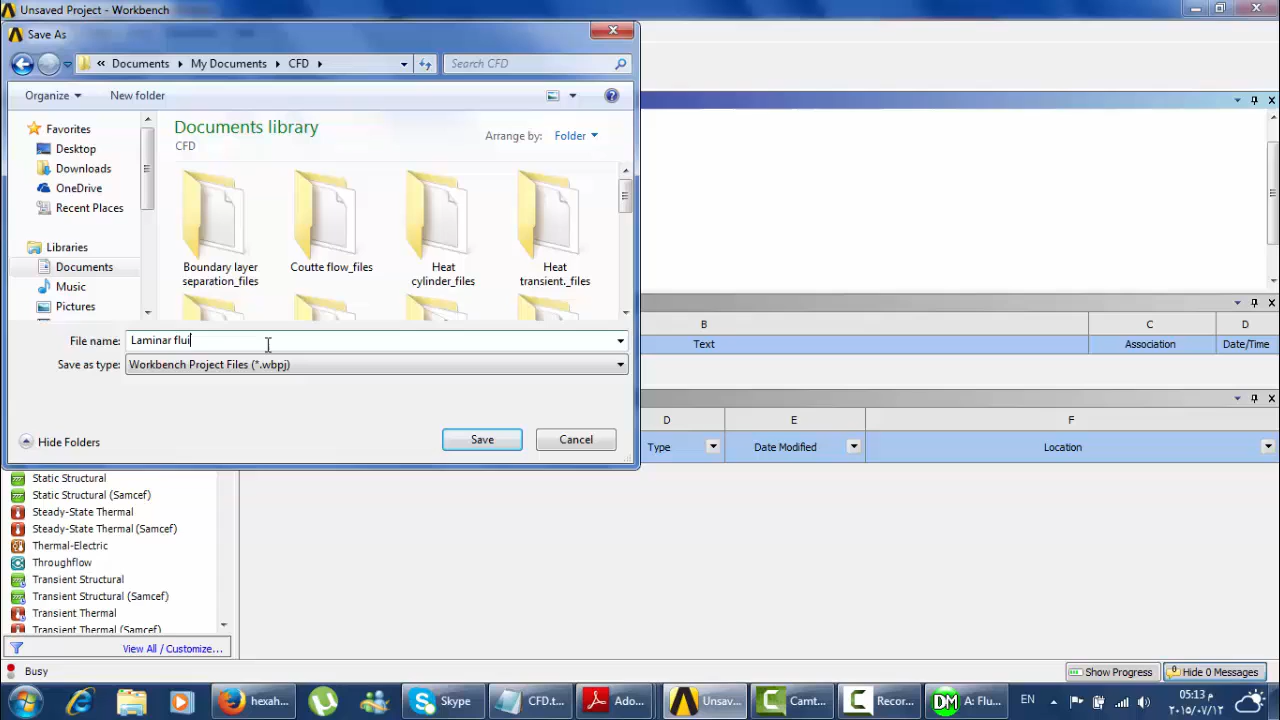 Unsaved Project - Workbench
Save As
« Documents My Documents CFD
Search CFD
Organize New folder
Favorites
Desktop
Downloads
OneDrive
Recent Places
Libraries
Documents
Music
Pictures
Documents library
CFD
Arrange by: Folder
Boundary layer separation_files
Coutte flow_files
Heat cylinder_files
Heat transient._files
File name: Laminar flui
Save as type: Workbench Project Files (*.wbpj)
Hide Folders
Save
Cancel
B C D
Text Association Date/Time
D E F
Type Date Modified Location
Static Structural
Static Structural (Samcef)
Steady-State Thermal
Steady-State Thermal (Samcef)
Thermal-Electric
Throughflow
Transient Structural
Transient Structural (Samcef)
Transient Thermal
Transient Thermal (Samcef)
View All / Customize...
Busy
Show Progress
Hide 0 Messages
hexah...
Skype
CFD.t...
Ado...
Unsav...
Camt...
Recor...
DM
A: Flu...
EN
05:13 م
٢٠١٥/٠٧/١٢